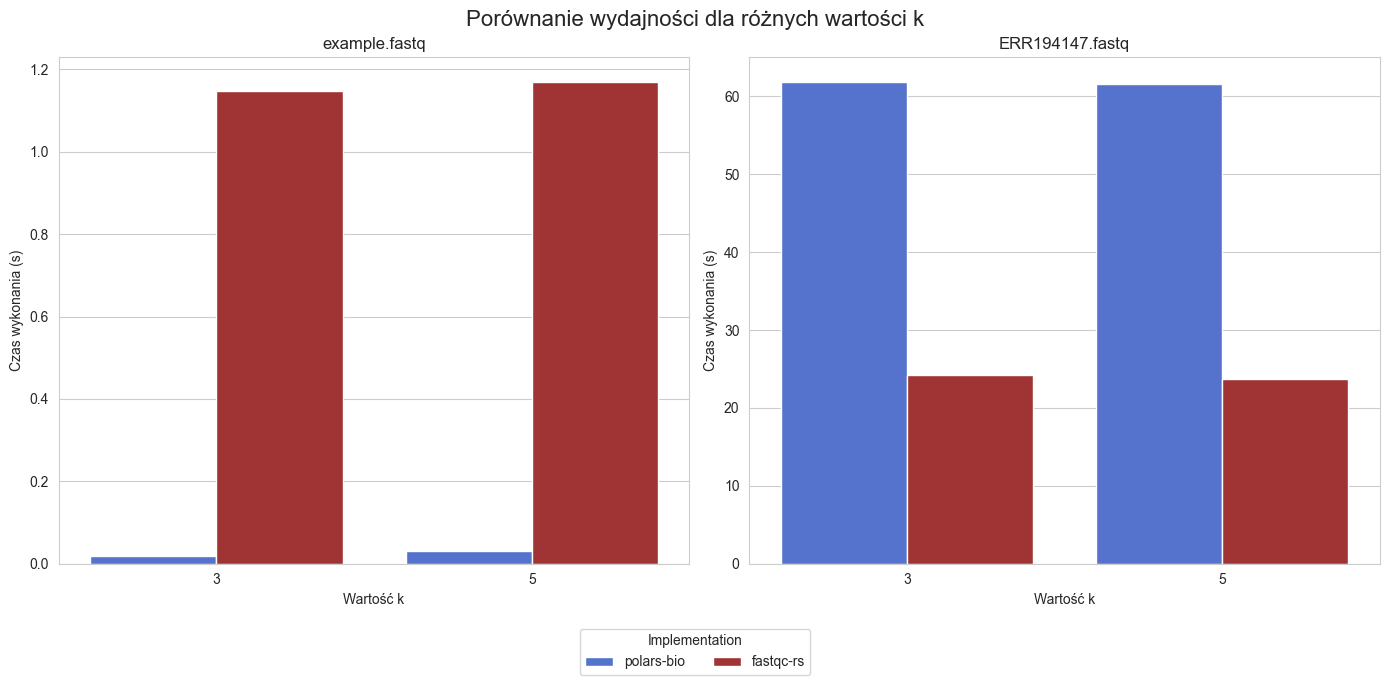 Porównanie wydajności dla różnych wartości k
example.fastq
Czas wykonania (s)
1.2
1.0
0.8
0.6
0.4
0.2
0.0
3
5
Wartość k
ERR194147.fastq
Czas wykonania (s)
60
50
40
30
20
10
0
3
5
Wartość k
Implementation
polars-bio fastqc-rs